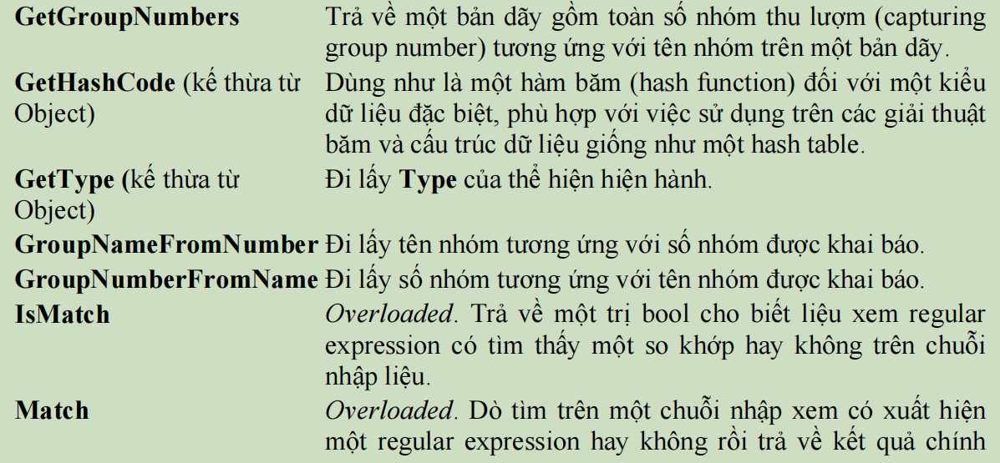 GetGroupNumbers Trả về một bản dãy gồm toàn số nhóm thu lượm (capturing
group number) tương ứng với tên nhóm trên một bản dãy.
GetHashCode (kế thừa từ Dùng như là một hàm băm (hash function) đối với một kiểu
Object) dữ liệu đặc biệt, phù hợp với việc sử dụng trên các giải thuật
băm và cấu trúc dữ liệu giống như một hash table.
GetType (kế thừa từ Đi lấy Type của thể hiện hiện hành.
Object)
GroupNameFromNumber Đi lấy tên nhóm tương ứng với số nhóm được khai báo.
GroupNumberFromName Đi lấy số nhóm tương ứng với tên nhóm được khai báo.
IsMatch Overloaded. Trả về một trị bool cho biết liệu xem regular
expression có tìm thấy một so khớp hay không trên chuỗi
nhập liệu.
Match Overloaded. Dò tìm trên một chuỗi nhập xem có xuất hiện
một regular expression hay không rồi trả về kết quả chính